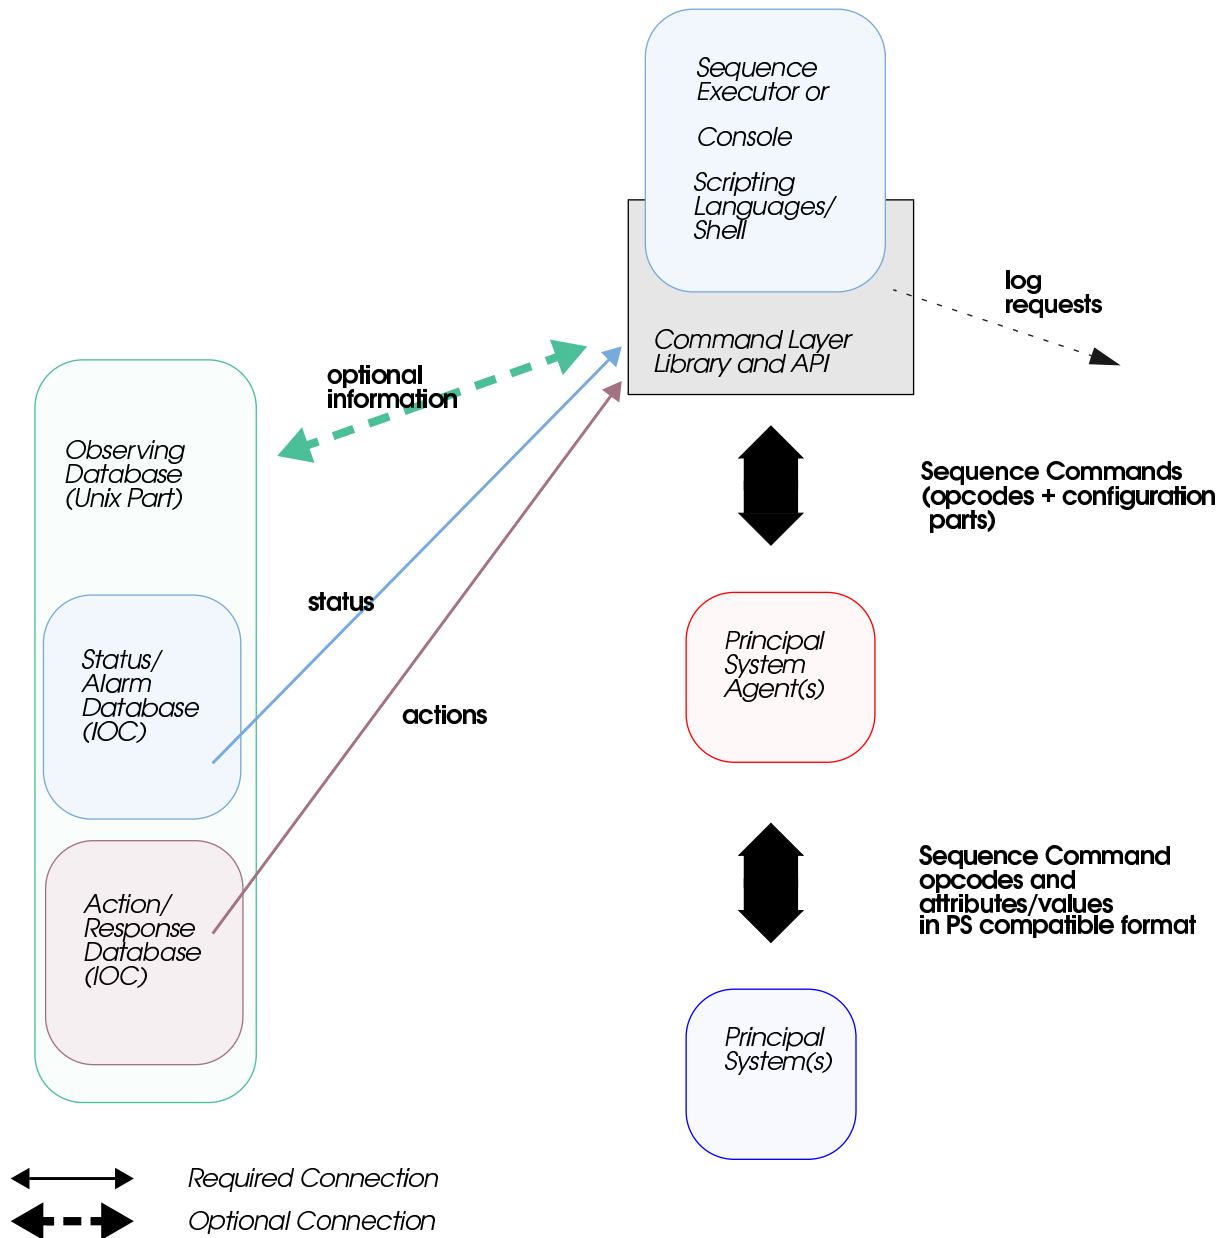 Sequence
Executor or
Console
Scripting
Languages/
Shell
log
requests
Command Layer
Library and API
optional
information
Observing
Database
(Unix Part)
Sequence Commands
(opcodes + configuration
parts)
status
Status/
Alarm
Database
(IOC)
Principal
System
Agent(s)
actions
Sequence Command
opcodes and
attributes/values
in PS compatible format
Action/
Response
Database
(IOC)
Principal
System(s)
Required Connection
Optional Connection